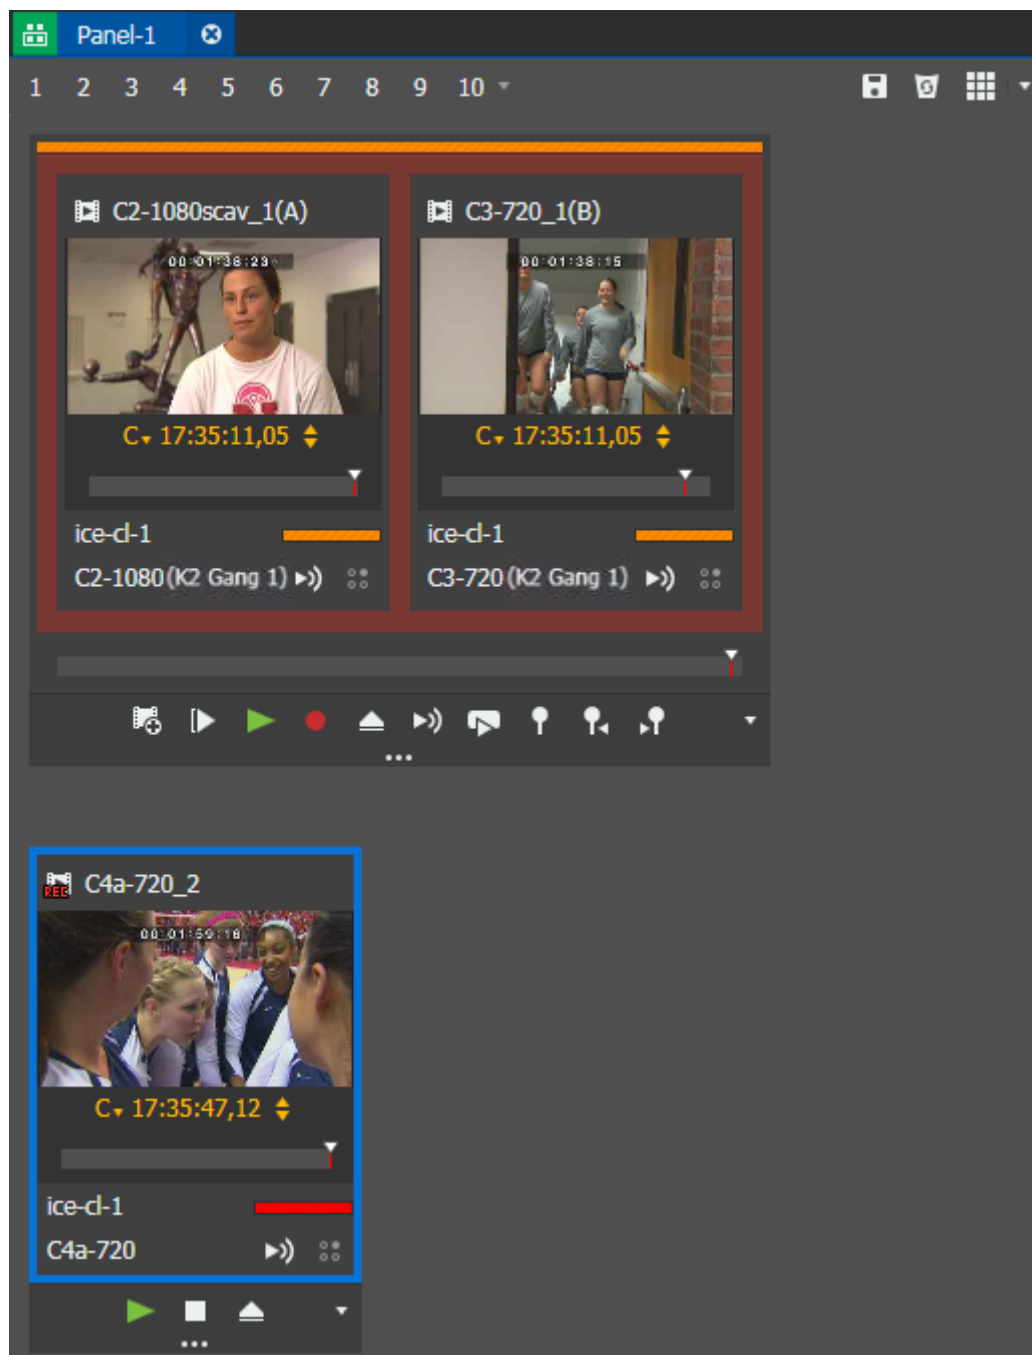 Panel-1
1 2 3 4 5 6 7 8 9 10
C2-1080scav_1(A)
C3-720_1(B)
00:01:38:23
00:01:38:15
C 17:35:11,05
C 17:35:11,05
ice-cl-1
ice-cl-1
C2-1080(K2 Gang 1)
C3-720(K2 Gang 1)
REC C4a-720_2
00:01:59:18
C 17:35:47,12
ice-cl-1
C4a-720